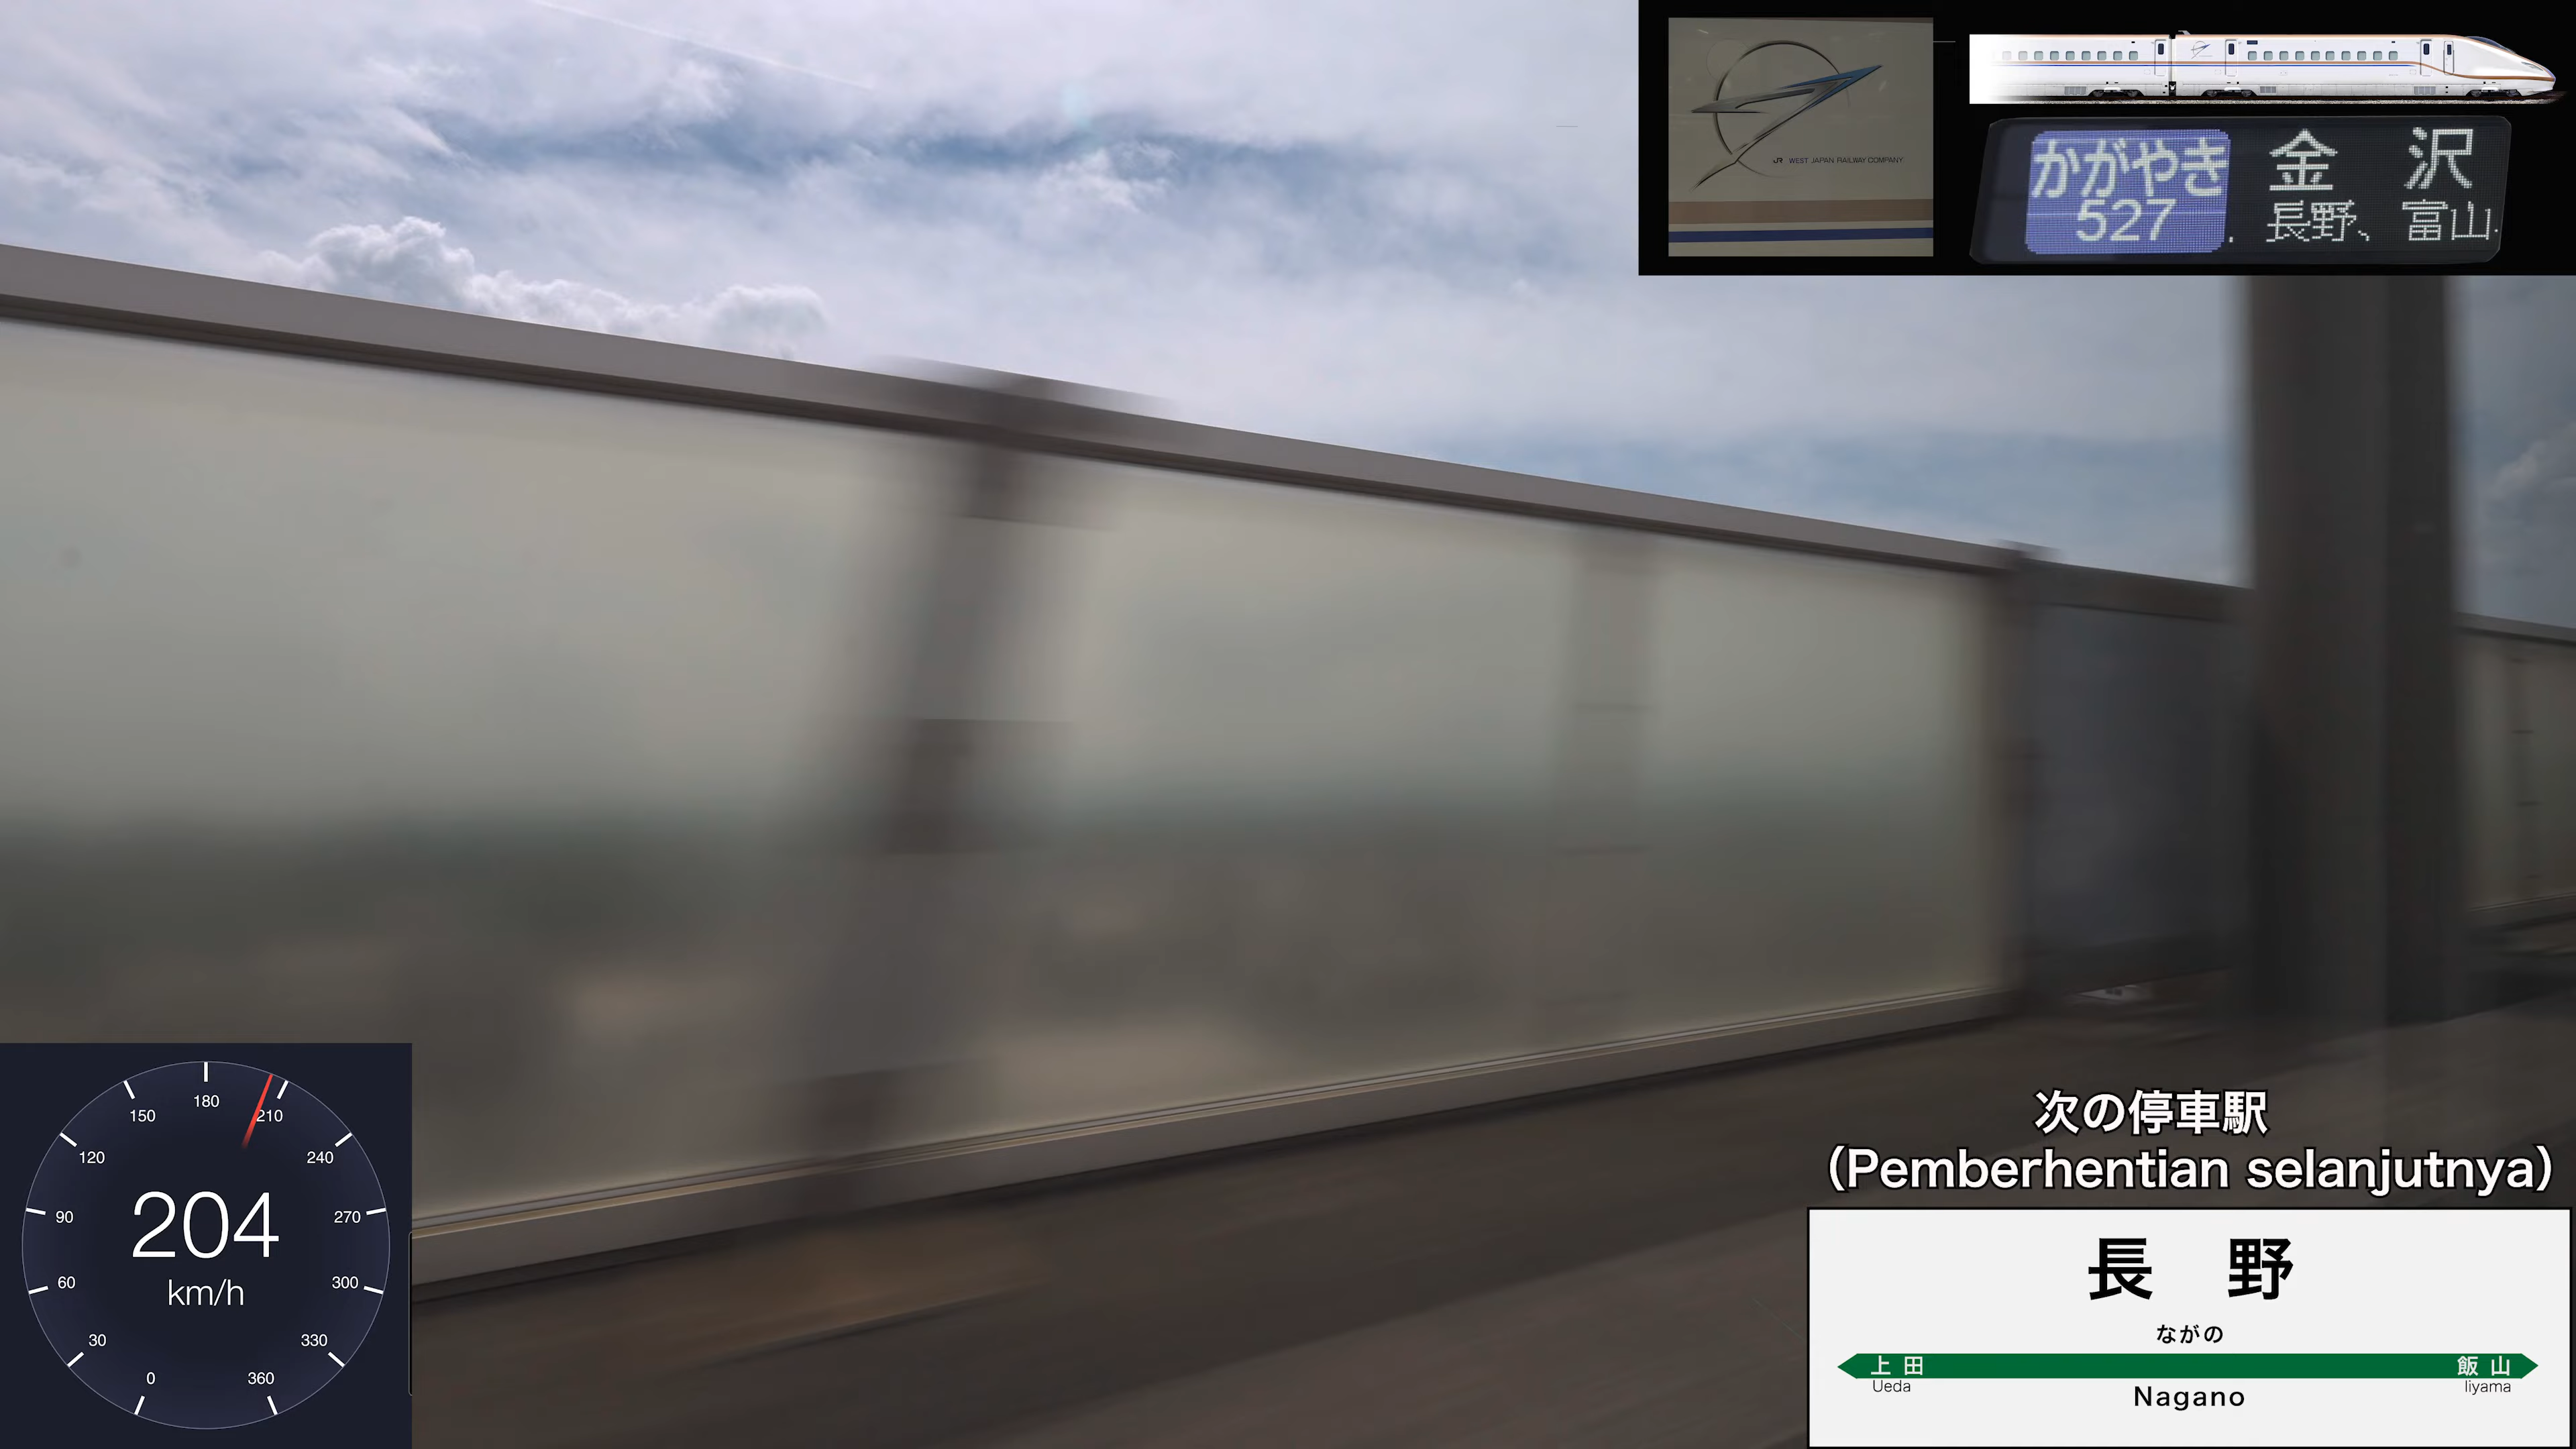 JR WEST JAPAN RAILWAY COMPANY
かがやき 金沢
527 長野、富山
180
150 210
120 240
204
90 270
km/h
60 300
30 330
0 360
次の停車駅
(Pemberhentian selanjutnya)
長野
ながの
上田 飯山
Ueda Iiyama
Nagano